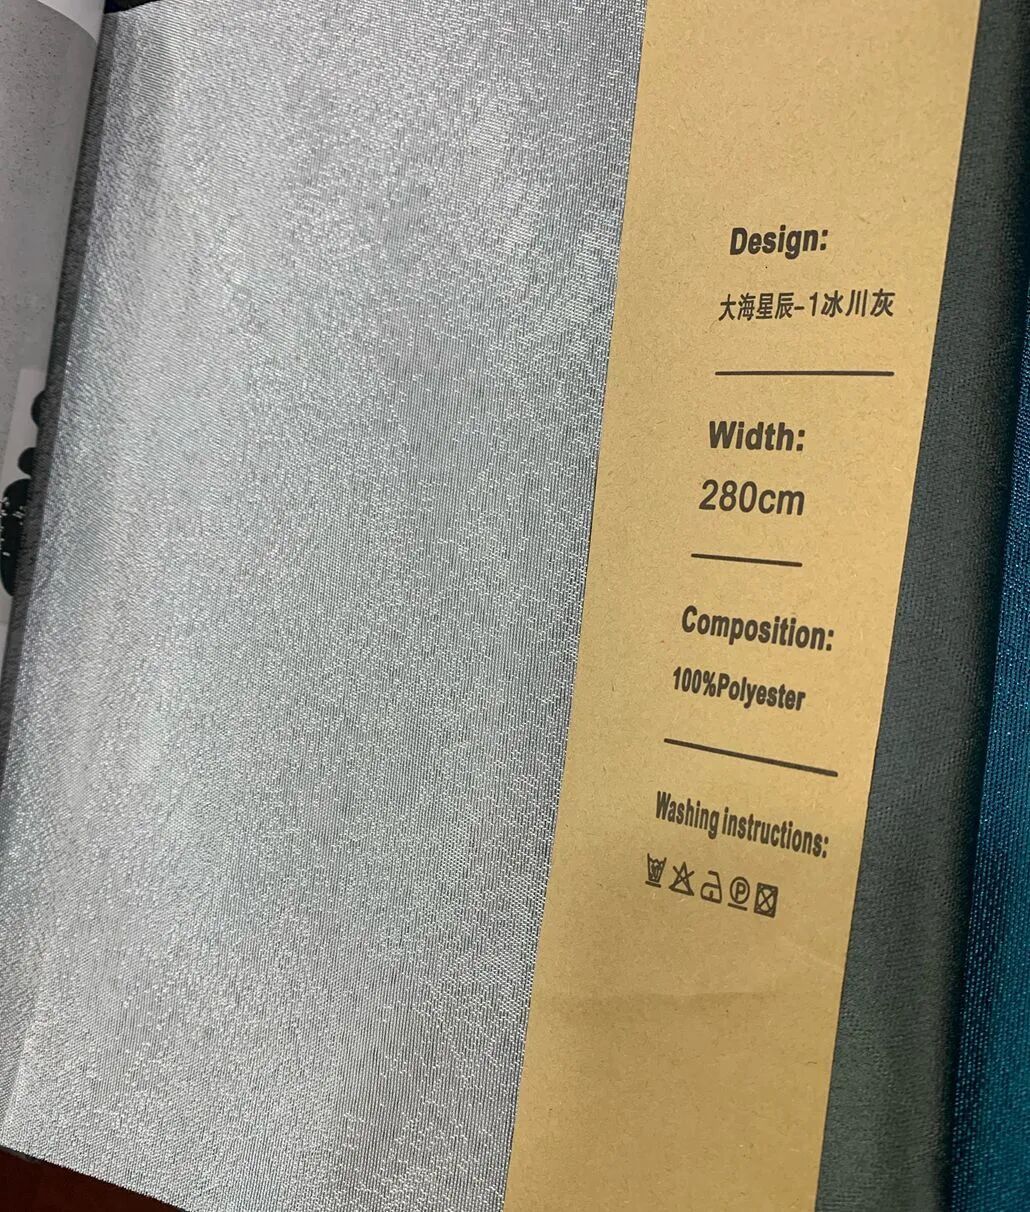 Design:
大海星辰-1冰川灰
Width:
280cm
Composition:
100%Polyester
Washing instructions: